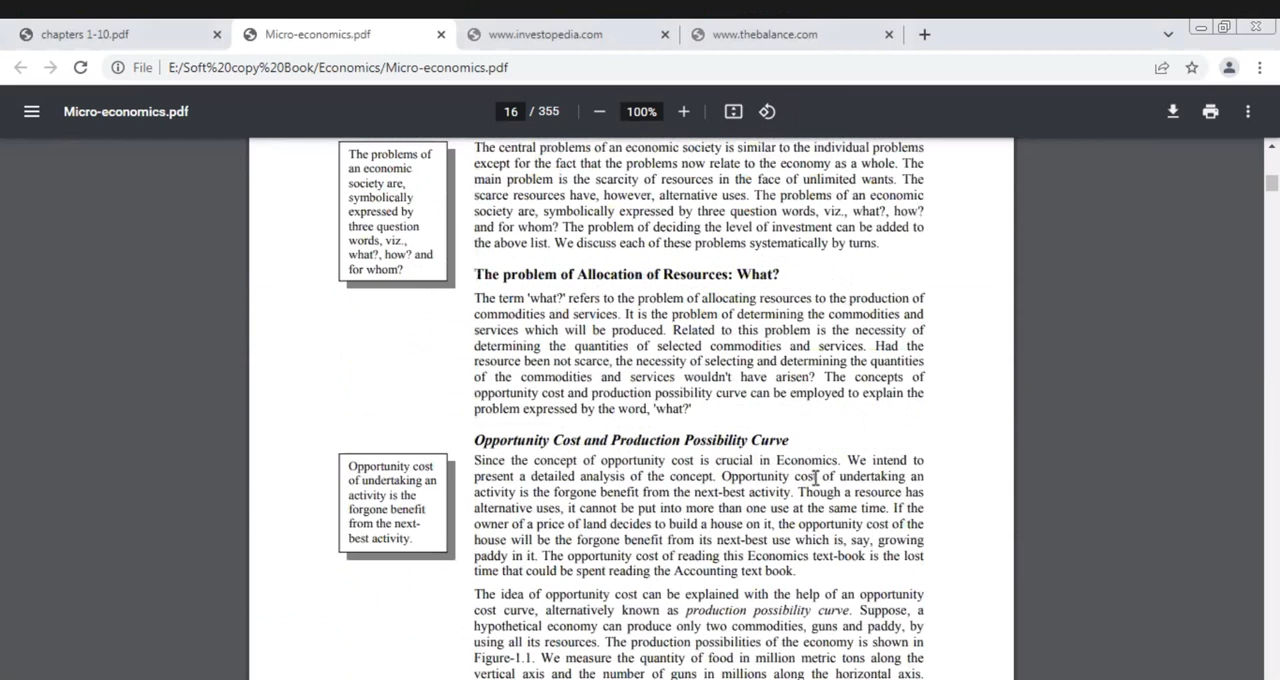 chapters 1-10.pdf
Micro-economics.pdf
www.investopedia.com
www.thebalance.com
File
E:/Soft%20copy%20Book/Economics/Micro-economics.pdf
Micro-economics.pdf
16 / 355
100%
The problems of
an economic
society are,
symbolically
expressed by
three question
words, viz.,
what?, how? and
for whom?
The central problems of an economic society is similar to the individual problems
except for the fact that the problems now relate to the economy as a whole. The
main problem is the scarcity of resources in the face of unlimited wants. The
scarce resources have, however, alternative uses. The problems of an economic
society are, symbolically expressed by three question words, viz., what?, how?
and for whom? The problem of deciding the level of investment can be added to
the above list. We discuss each of these problems systematically by turns.
The problem of Allocation of Resources: What?
The term 'what?' refers to the problem of allocating resources to the production of
commodities and services. It is the problem of determining the commodities and
services which will be produced. Related to this problem is the necessity of
determining the quantities of selected commodities and services. Had the
resource been not scarce, the necessity of selecting and determining the quantities
of the commodities and services wouldn't have arisen? The concepts of
opportunity cost and production possibility curve can be employed to explain the
problem expressed by the word, 'what?'
Opportunity Cost and Production Possibility Curve
Opportunity cost
of undertaking an
activity is the
forgone benefit
from the next-
best activity.
Since the concept of opportunity cost is crucial in Economics. We intend to
present a detailed analysis of the concept. Opportunity cost of undertaking an
activity is the forgone benefit from the next-best activity. Though a resource has
alternative uses, it cannot be put into more than one use at the same time. If the
owner of a price of land decides to build a house on it, the opportunity cost of the
house will be the forgone benefit from its next-best use which is, say, growing
paddy in it. The opportunity cost of reading this Economics text-book is the lost
time that could be spent reading the Accounting text book.
The idea of opportunity cost can be explained with the help of an opportunity
cost curve, alternatively known as production possibility curve. Suppose, a
hypothetical economy can produce only two commodities, guns and paddy, by
using all its resources. The production possibilities of the economy is shown in
Figure-1.1. We measure the quantity of food in million metric tons along the
vertical axis and the number of guns in millions along the horizontal axis.